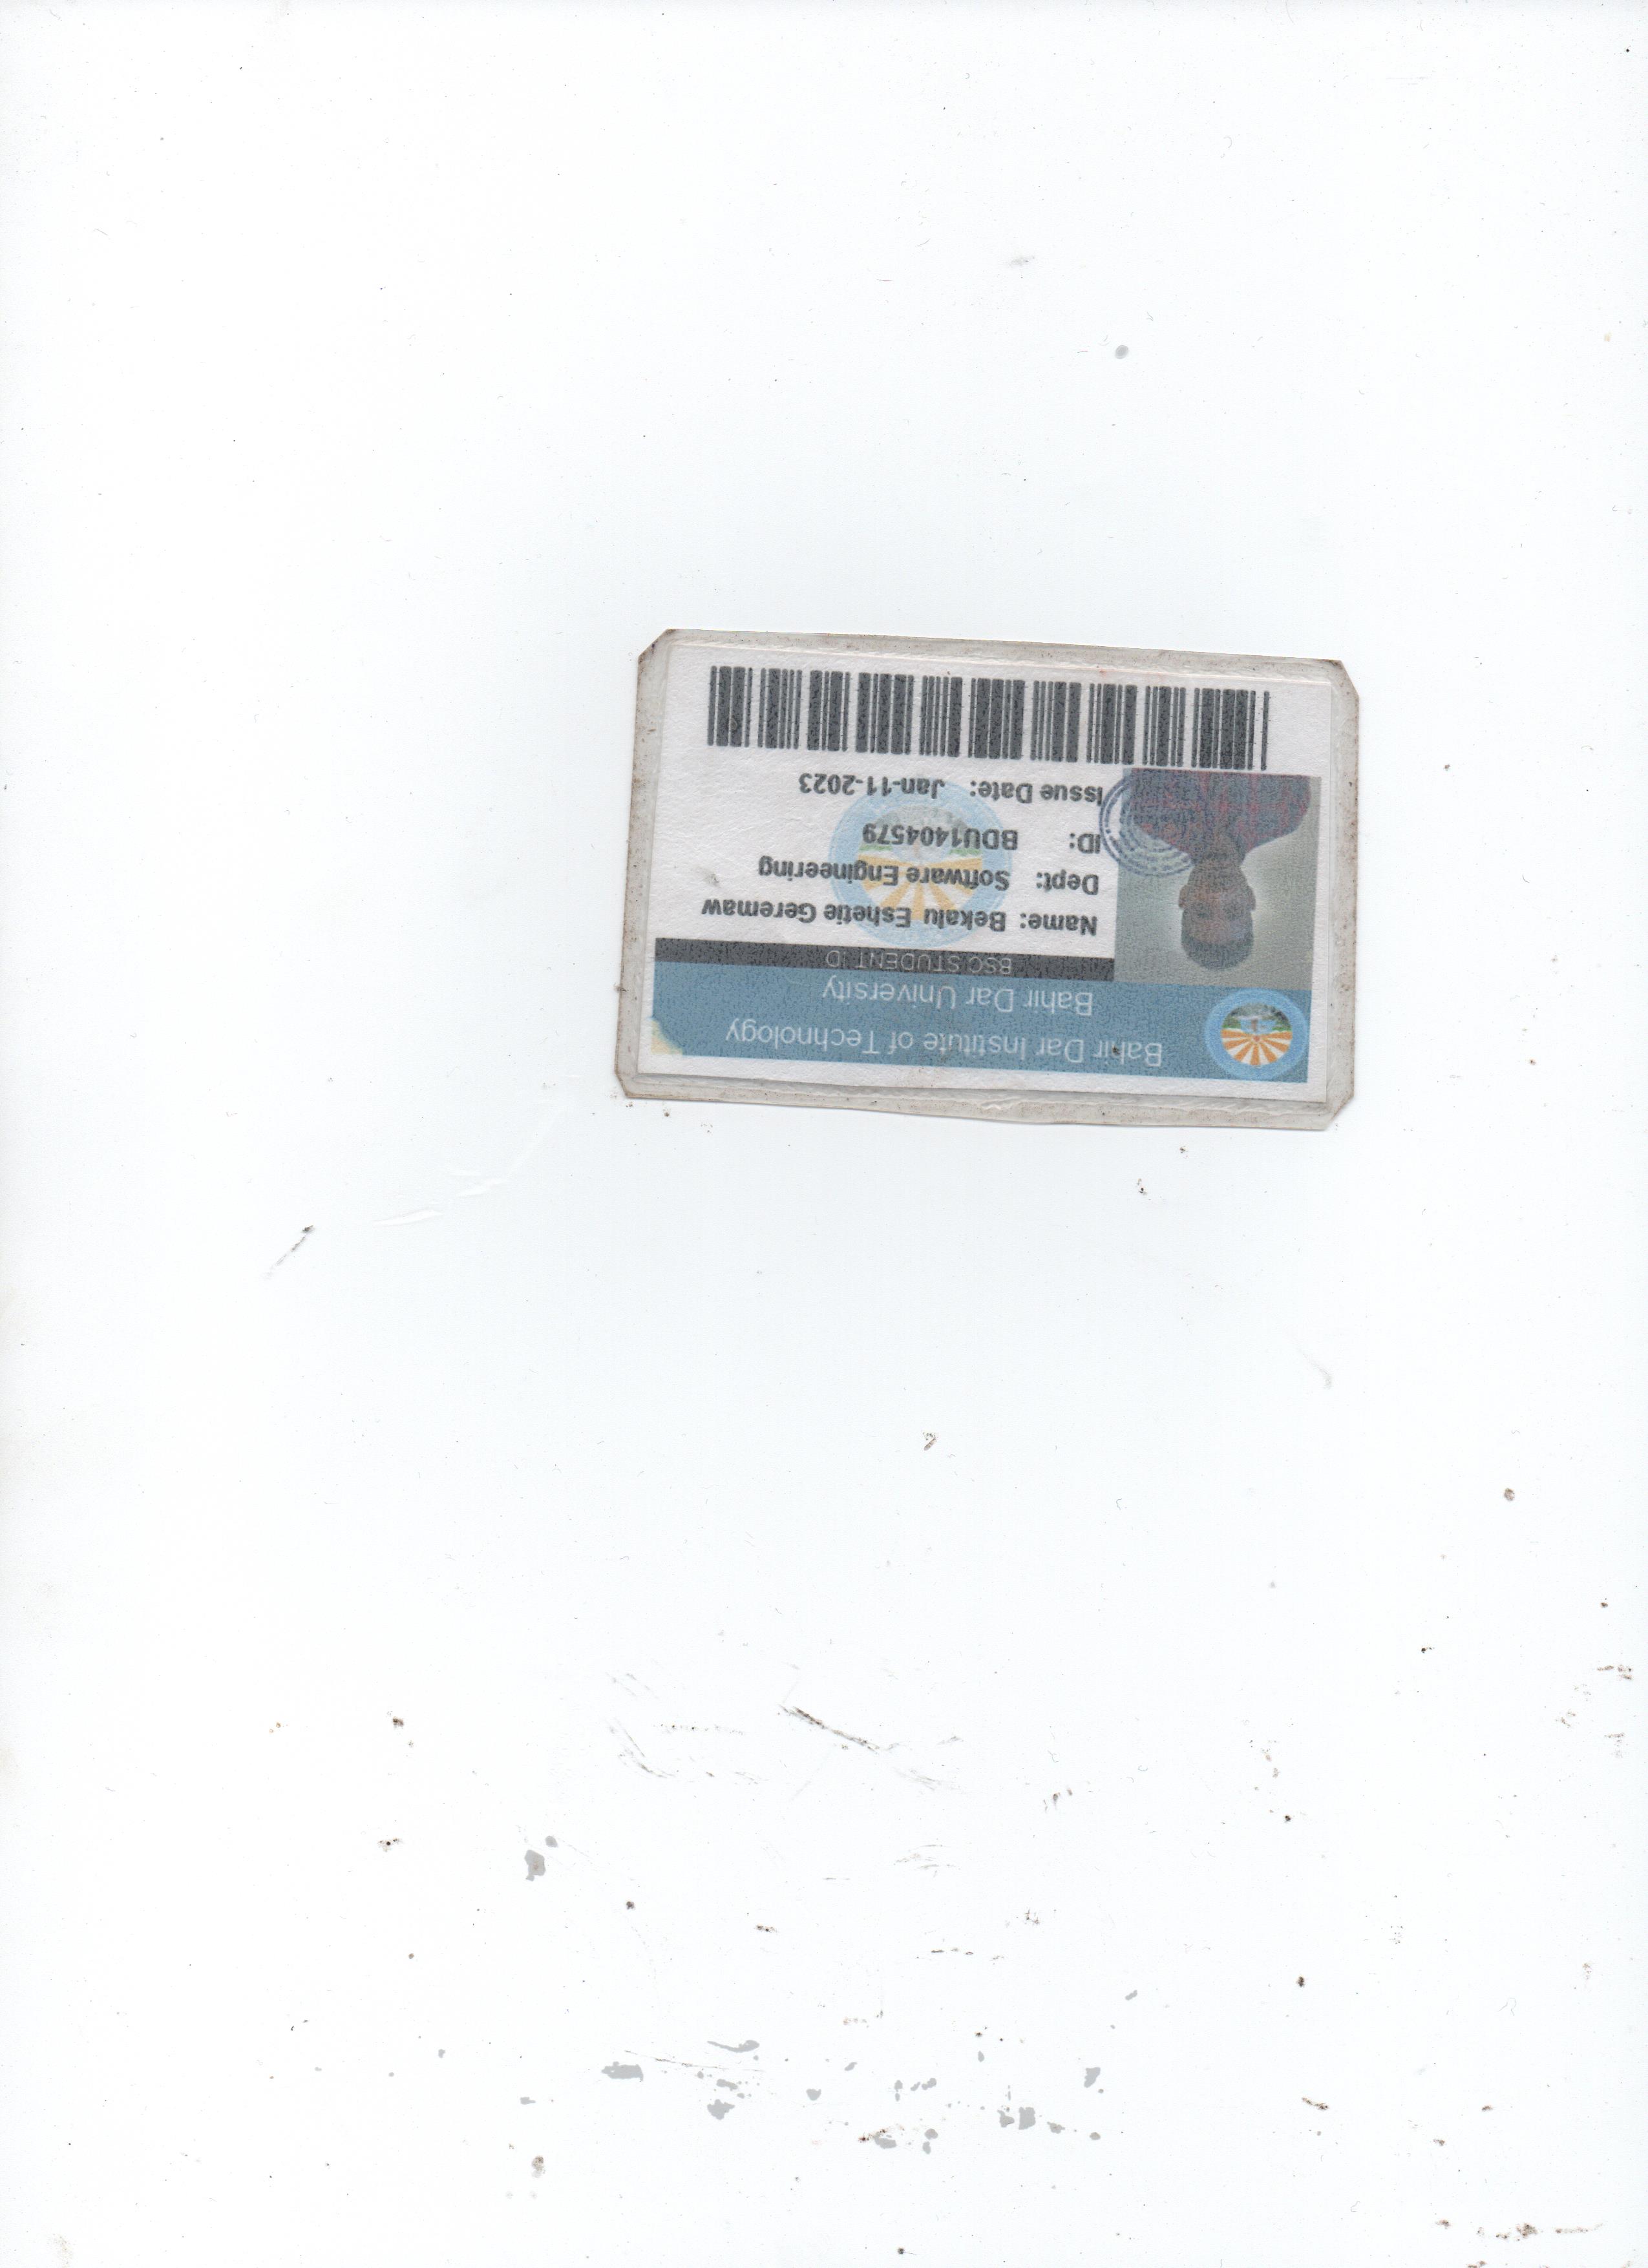 Bahir Dar Institute of Technology
Bahir Dar University
BSC STUDENT ID
Name: Bekalu Eshetie Geremaw
Dept: Software Engineering
ID: BDU1404579
Issue Date: Jan-11-2023